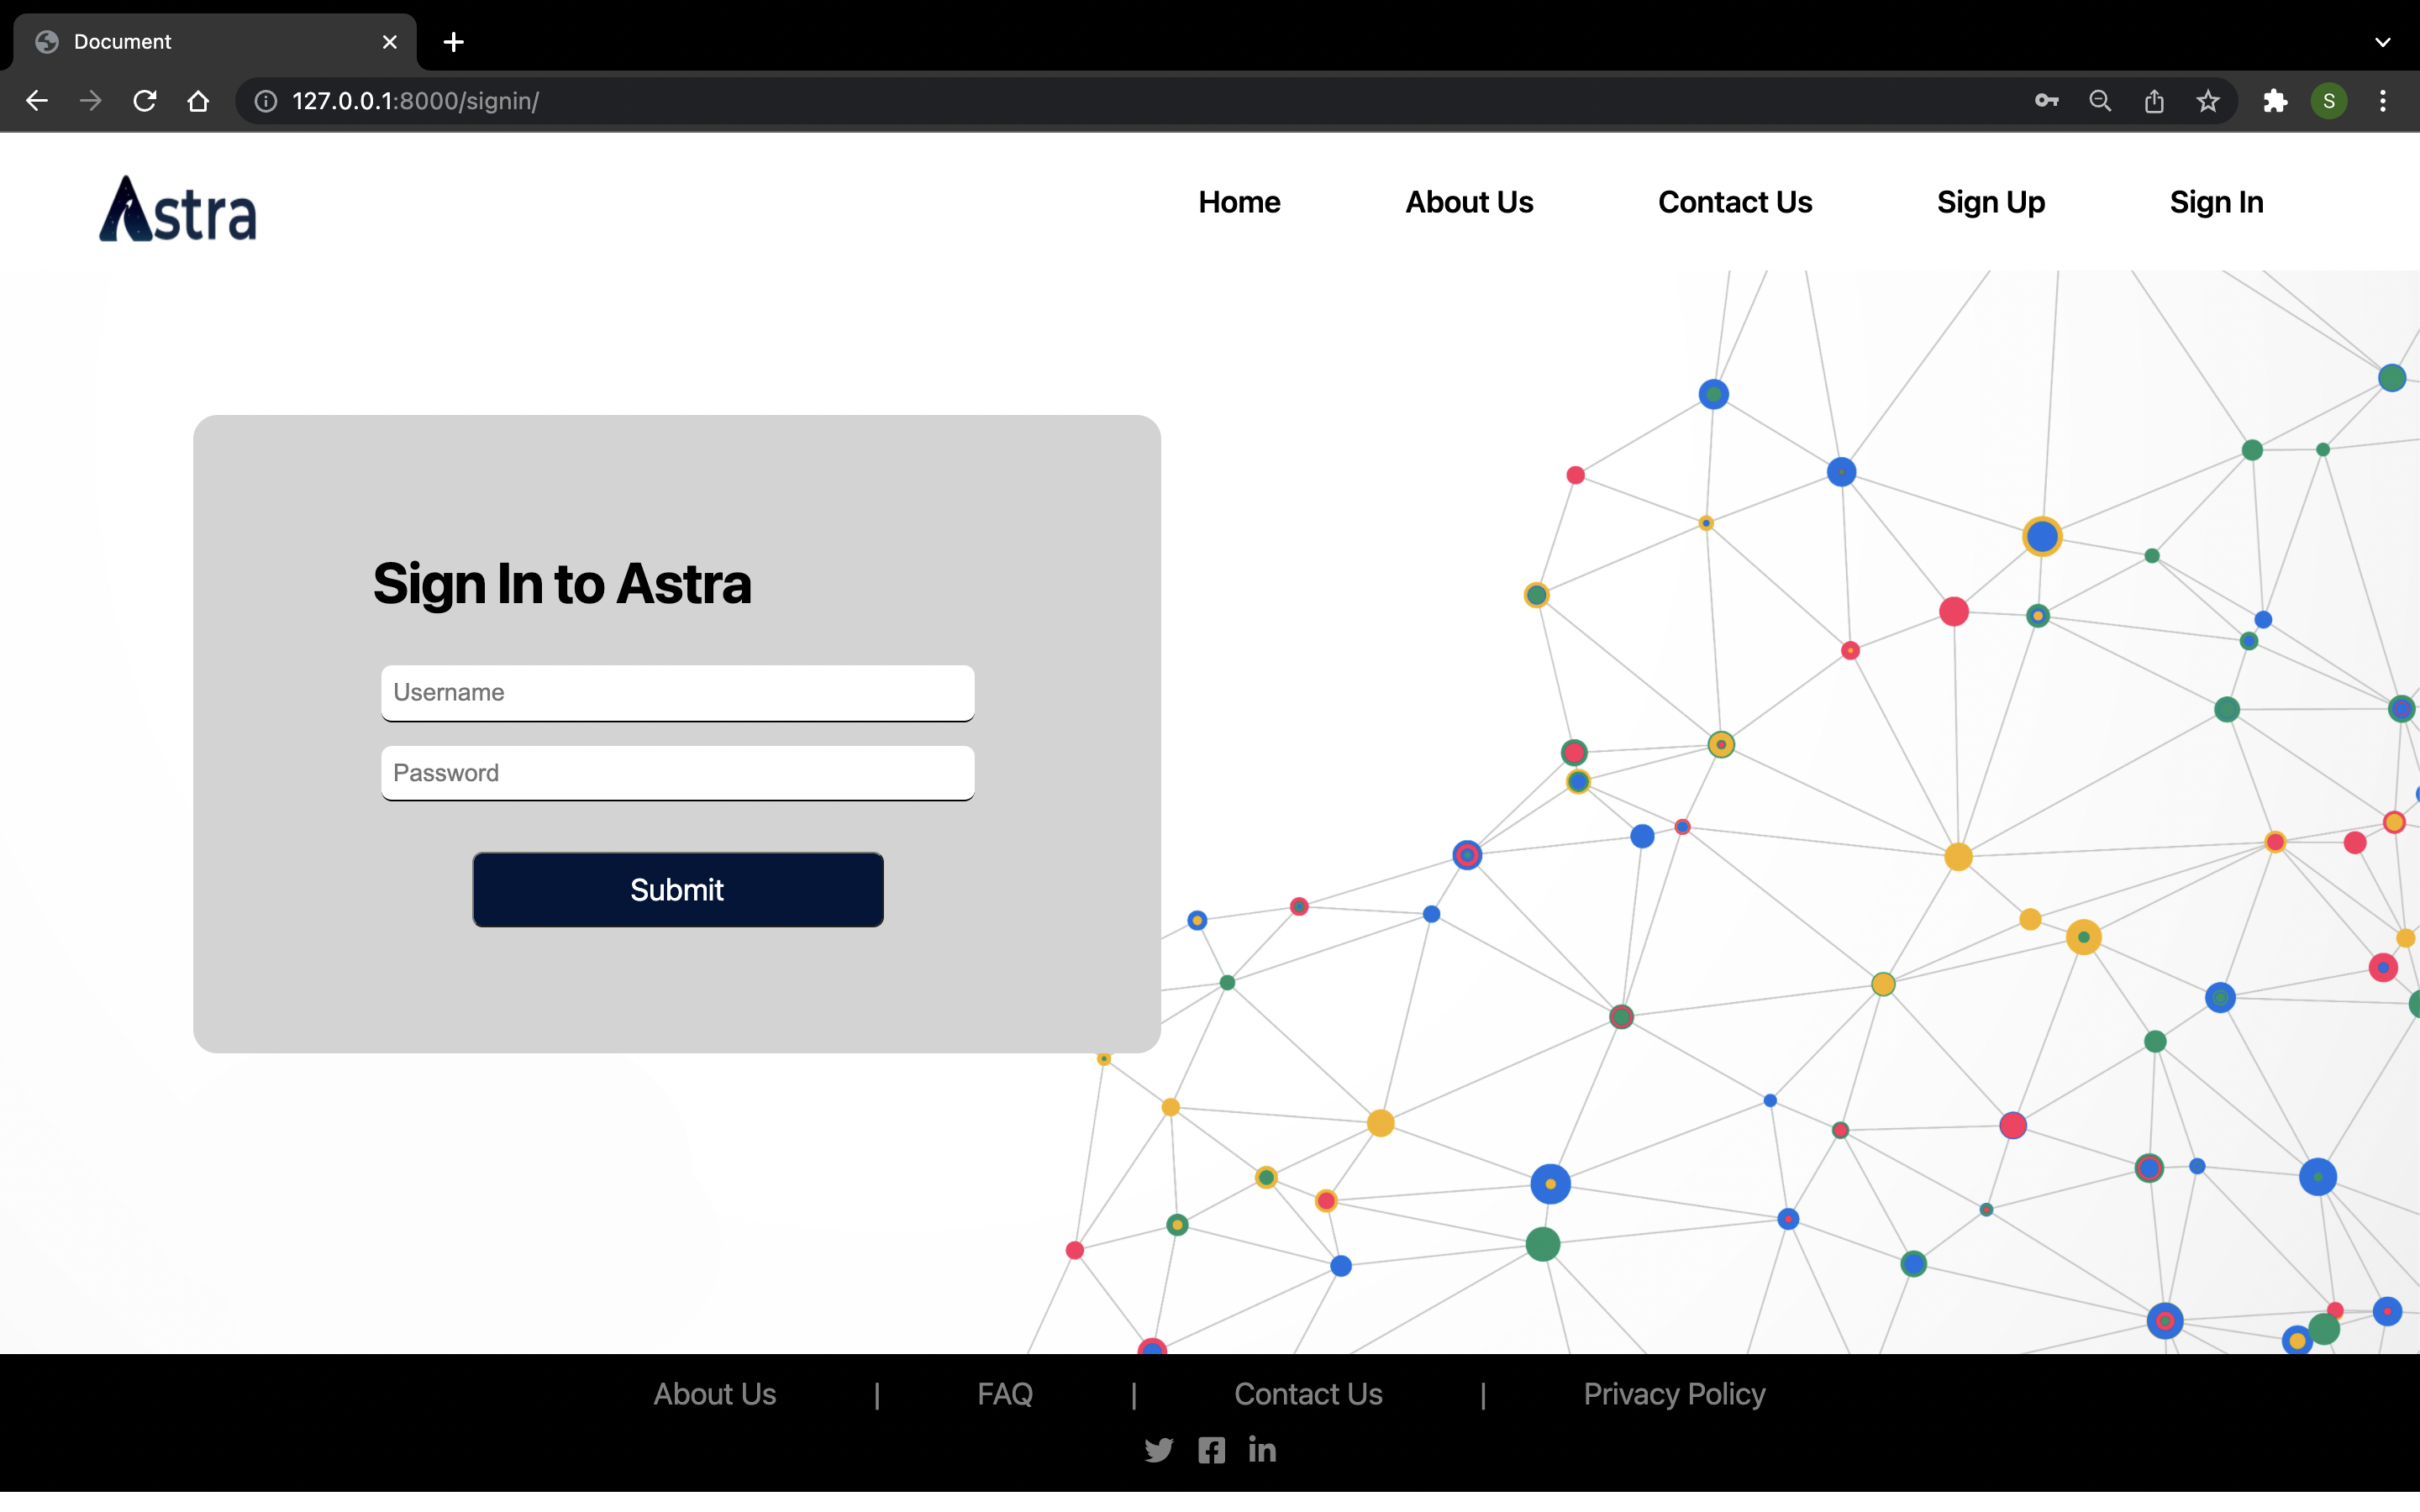 Document
127.0.0.1:8000/signin/
S
Astra
Home About Us Contact Us Sign Up Sign In
Sign In to Astra
Username
Password
Submit
About Us | FAQ | Contact Us | Privacy Policy